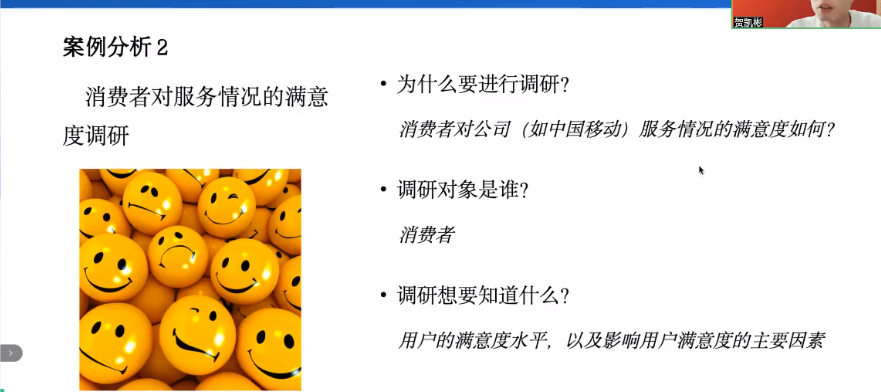 贺凯彬
案例分析 2
消费者对服务情况的满意
度调研
• 为什么要进行调研？
消费者对公司（如中国移动）服务情况的满意度如何？
• 调研对象是谁？
消费者
• 调研想要知道什么？
用户的满意度水平，以及影响用户满意度的主要因素